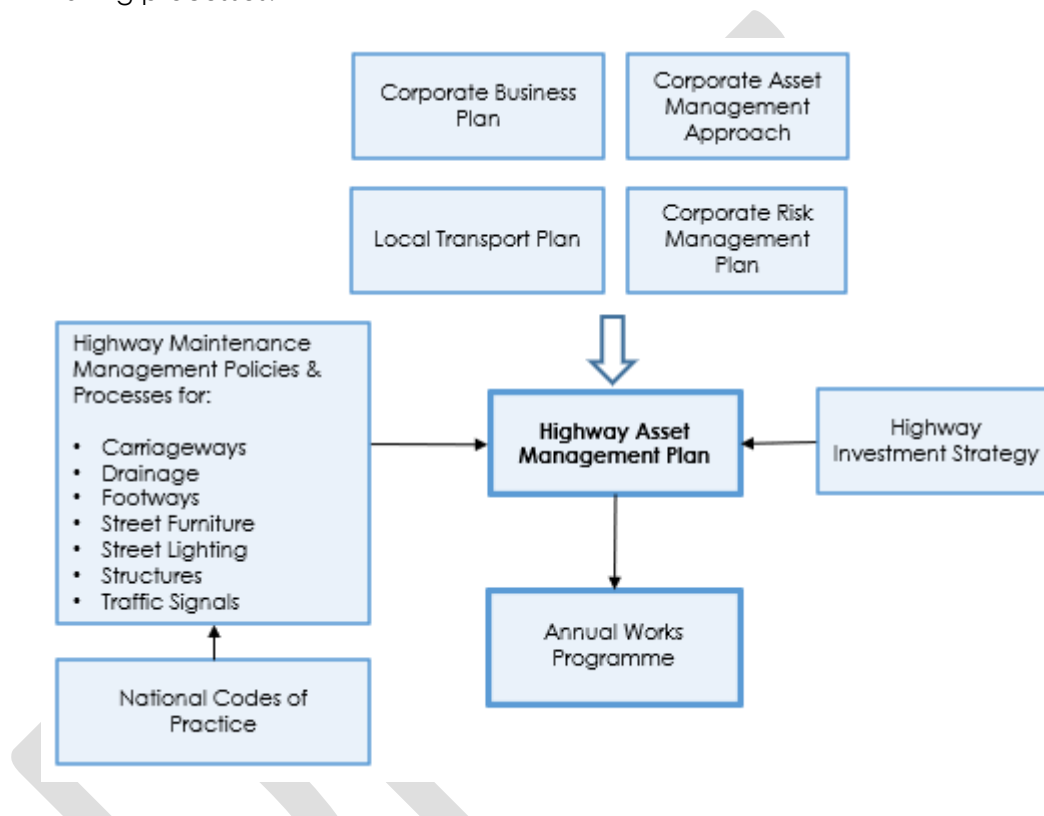 Corporate Business
Plan
Corporate Asset
Management
Approach
Local Transport Plan
Corporate Risk
Management
Plan
Highway Maintenance
Management Policies &
Processes for:
• Carriageways
• Drainage
• Footways
• Street Furniture
• Street Lighting
• Structures
• Traffic Signals
Highway Asset
Management Plan
Highway
Investment Strategy
Annual Works
Programme
National Codes of
Practice